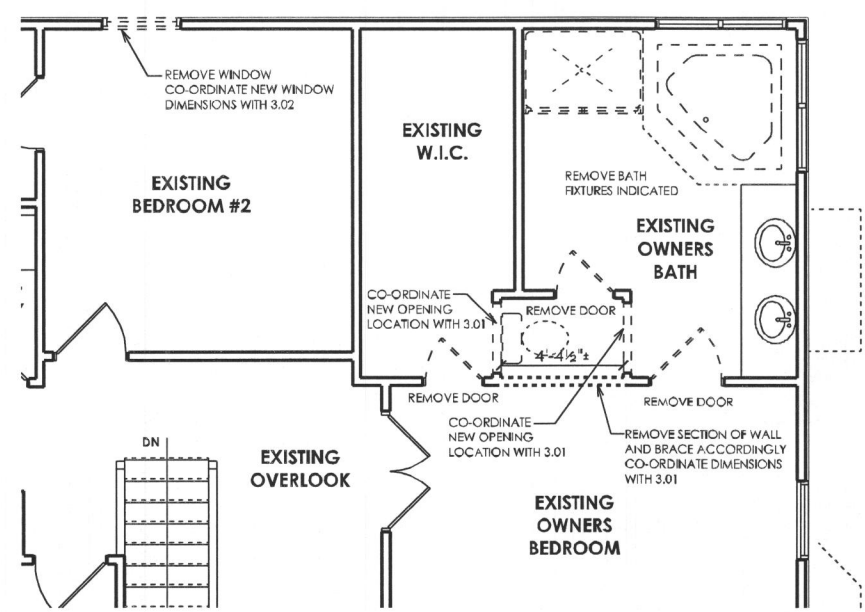 REMOVE WINDOW
CO-ORDINATE NEW WINDOW
DIMENSIONS WITH 3.02
EXISTING
W.I.C.
EXISTING
BEDROOM #2
REMOVE BATH
FIXTURES INDICATED
EXISTING
OWNERS
BATH
CO-ORDINATE
NEW OPENING
LOCATION WITH 3.01
REMOVE DOOR
4'-4½"±
REMOVE DOOR
REMOVE DOOR
CO-ORDINATE
NEW OPENING
LOCATION WITH 3.01
REMOVE SECTION OF WALL
AND BRACE ACCORDINGLY
CO-ORDINATE DIMENSIONS
WITH 3.01
DN
EXISTING
OVERLOOK
EXISTING
OWNERS
BEDROOM